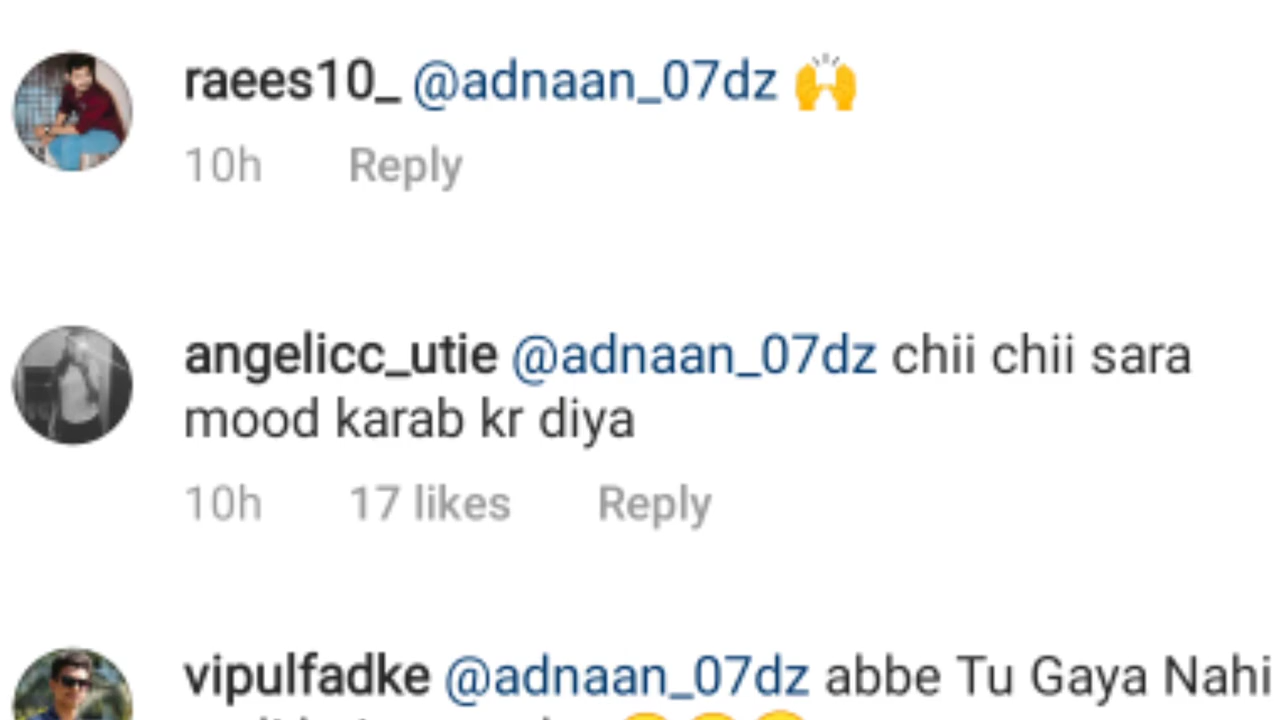 raees10_ @adnaan_07dz 🙌
10h Reply
angelicc_utie @adnaan_07dz chii chii sara
mood karab kr diya
10h 17 likes Reply
vipulfadke @adnaan_07dz abbe Tu Gaya Nahi